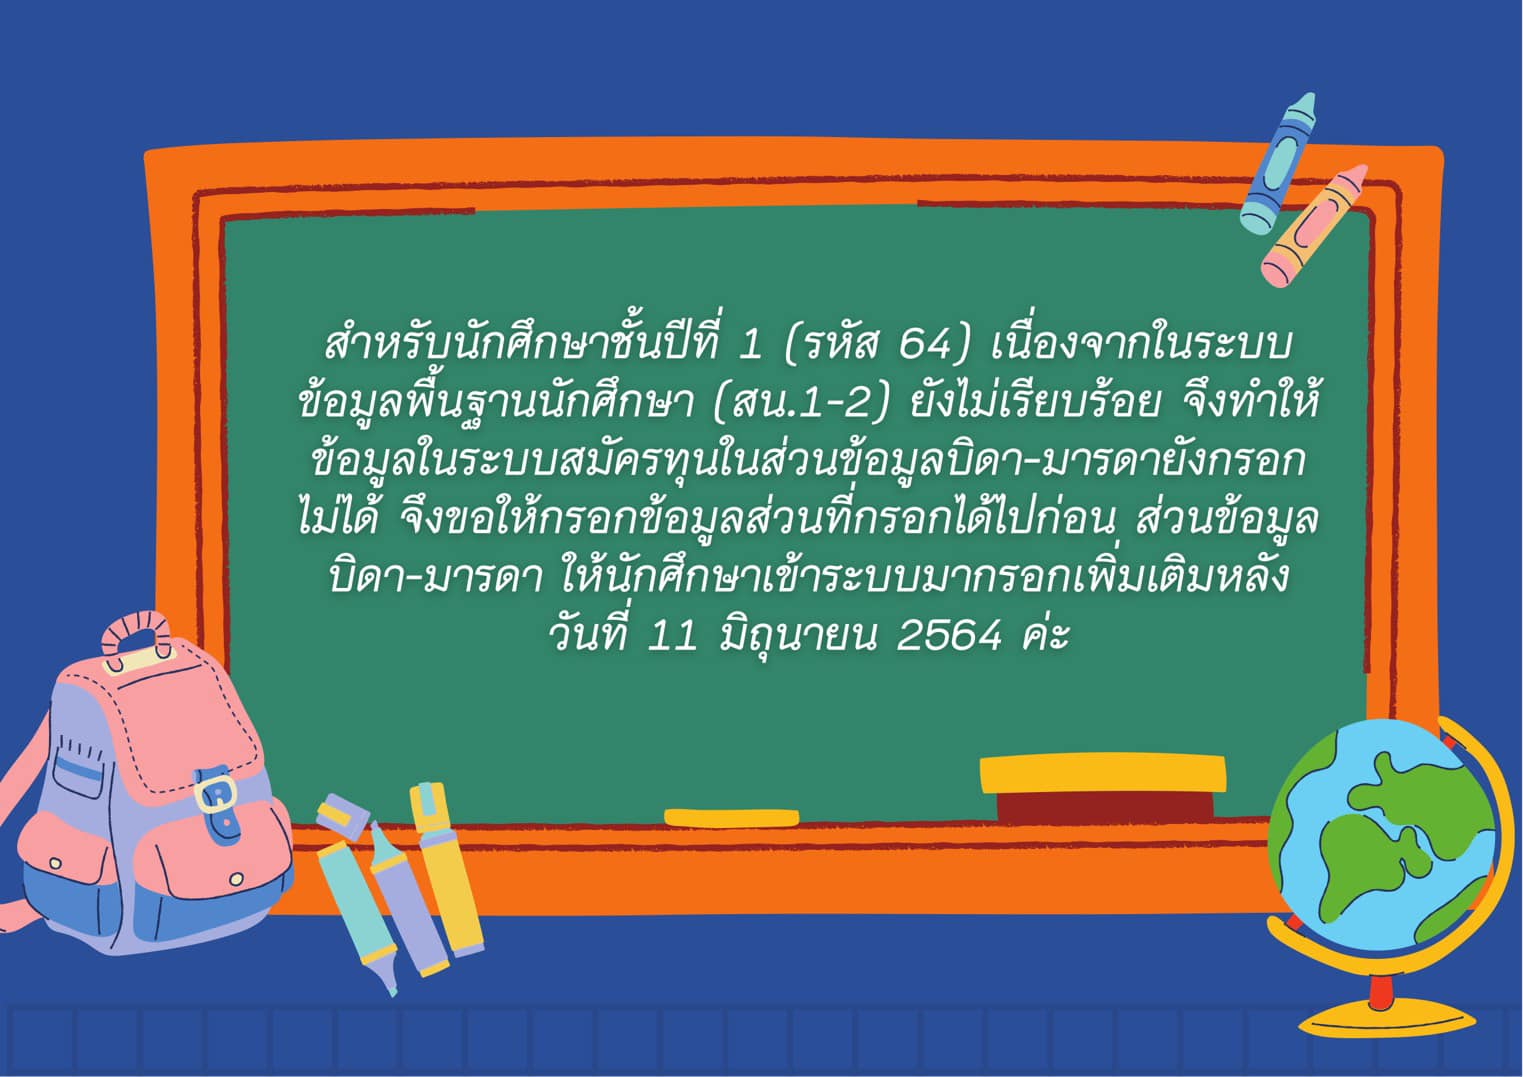 สำหรับนักศึกษาชั้นปีที่ 1 (รหัส 64) เนื่องจากในระบบ
ข้อมูลพื้นฐานนักศึกษา (สน.1-2) ยังไม่เรียบร้อย จึงทำให้
ข้อมูลในระบบสมัครทุนในส่วนข้อมูลบิดา-มารดายังกรอก
ไม่ได้ จึงขอให้กรอกข้อมูลส่วนที่กรอกได้ไปก่อน ส่วนข้อมูล
บิดา-มารดา ให้นักศึกษาเข้าระบบมากรอกเพิ่มเติมหลัง
วันที่ 11 มิถุนายน 2564 ค่ะ